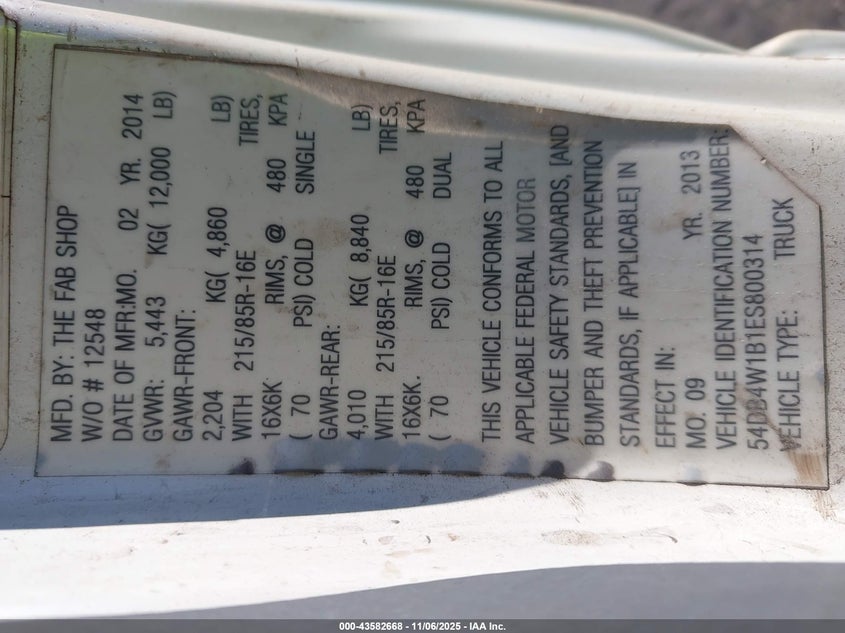 MFD. BY: THE FAB SHOP
W/O # 12548
DATE OF MFR:MO. 02 YR. 2014
GVWR: 5,443 KG( 12,000 LB)
GAWR-FRONT:
2,204 KG( 4,860 LB)
WITH 215/85R-16E TIRES,
16X6K RIMS, @ 480 KPA
( 70 PSI) COLD SINGLE
GAWR-REAR:
4,010 KG( 8,840 LB)
WITH 215/85R-16E TIRES,
16X6K. RIMS, @ 480 KPA
( 70 PSI) COLD DUAL
THIS VEHICLE CONFORMS TO ALL
APPLICABLE FEDERAL MOTOR
VEHICLE SAFETY STANDARDS, [AND
BUMPER AND THEFT PREVENTION
STANDARDS, IF APPLICABLE] IN
EFFECT IN:
MO. 09 YR. 2013
VEHICLE IDENTIFICATION NUMBER:
54DB4W1B1ES800314
VEHICLE TYPE: TRUCK
000-43582668 - 11/06/2025 - IAA Inc.